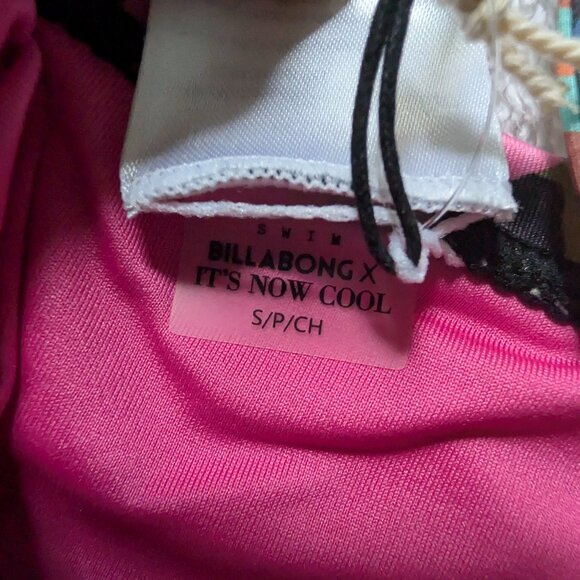 SWIM
BILLABONG X
IT'S NOW COOL
S/P/CH